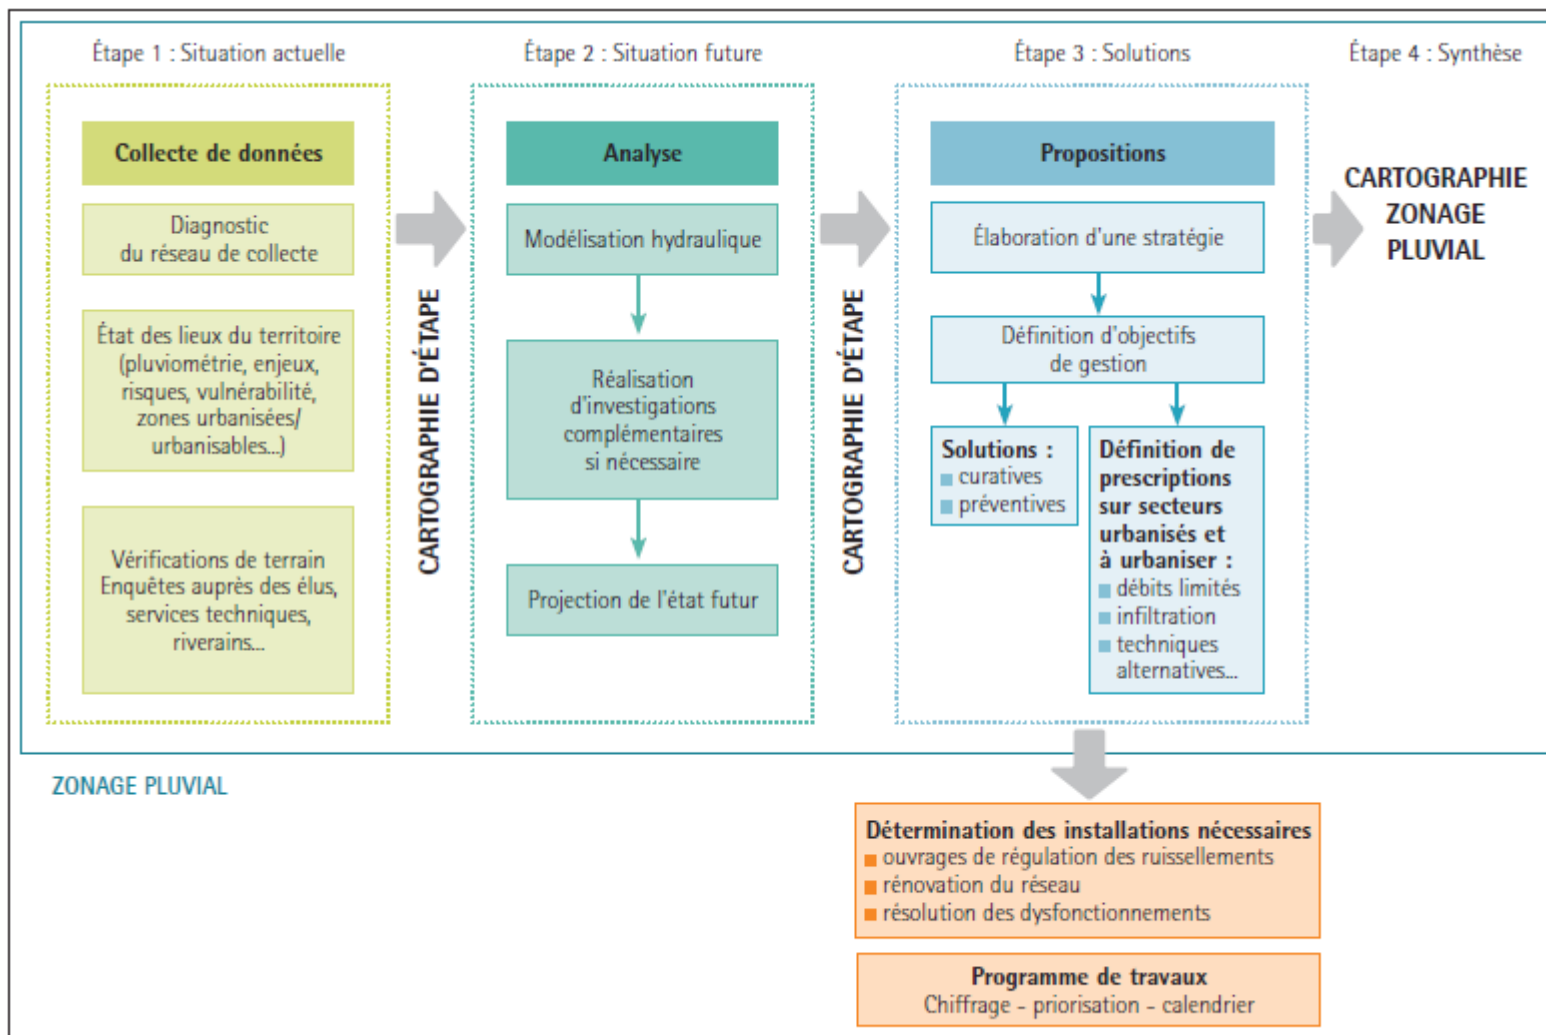 Étape 1 : Situation actuelle
Collecte de données
Diagnostic
du réseau de collecte
État des lieux du territoire
(pluviométrie, enjeux,
risques, vulnérabilité,
zones urbanisées/
urbanisables...)
Vérifications de terrain
Enquêtes auprès des élus,
services techniques,
riverains...
CARTOGRAPHIE D'ÉTAPE
Étape 2 : Situation future
Analyse
Modélisation hydraulique
Réalisation
d'investigations
complémentaires
si nécessaire
Projection de l'état futur
CARTOGRAPHIE D'ÉTAPE
Étape 3 : Solutions
Propositions
Élaboration d'une stratégie
Définition d'objectifs
de gestion
Solutions :
curatives
préventives
Définition de
prescriptions
sur secteurs
urbanisés et
à urbaniser :
débits limités
infiltration
techniques
alternatives...
Étape 4 : Synthèse
CARTOGRAPHIE
ZONAGE
PLUVIAL
ZONAGE PLUVIAL
Détermination des installations nécessaires
ouvrages de régulation des ruissellements
rénovation du réseau
résolution des dysfonctionnements
Programme de travaux
Chiffrage - priorisation - calendrier